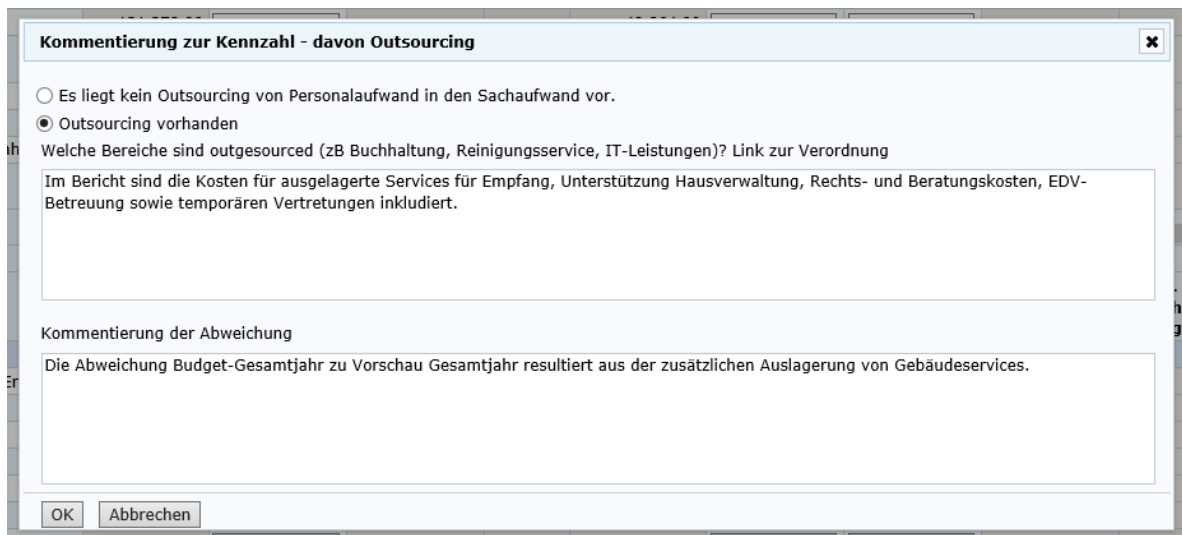 Kommentierung zur Kennzahl - davon Outsourcing
Es liegt kein Outsourcing von Personalaufwand in den Sachaufwand vor.
Outsourcing vorhanden
Welche Bereiche sind outgesourced (zB Buchhaltung, Reinigungsservice, IT-Leistungen)? Link zur Verordnung
Im Bericht sind die Kosten für ausgelagerte Services für Empfang, Unterstützung Hausverwaltung, Rechts- und Beratungskosten, EDV-
Betreuung sowie temporären Vertretungen inkludiert.
Kommentierung der Abweichung
Die Abweichung Budget-Gesamtjahr zu Vorschau Gesamtjahr resultiert aus der zusätzlichen Auslagerung von Gebäudeservices.
OK Abbrechen